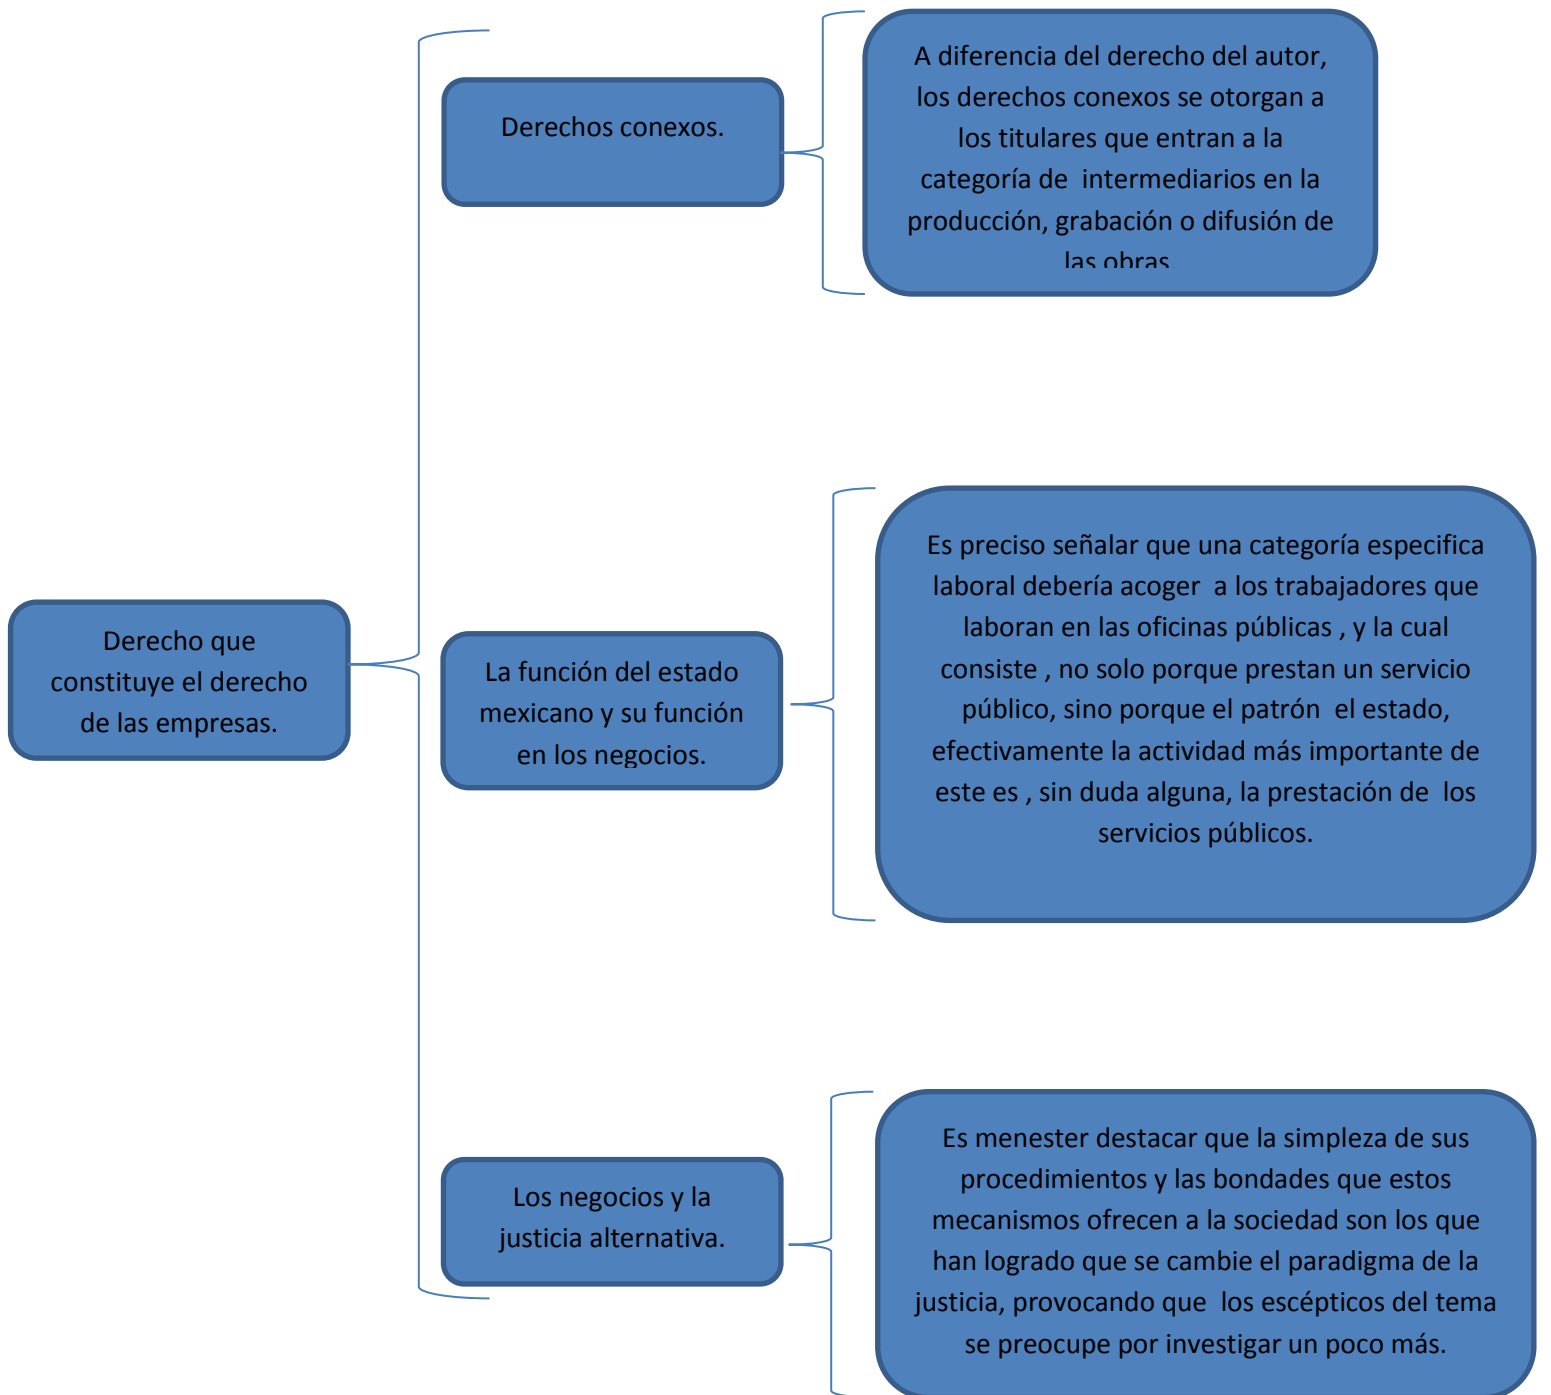 Derecho que
constituye el derecho
de las empresas.
Derechos conexos.
A diferencia del derecho del autor,
los derechos conexos se otorgan a
los titulares que entran a la
categoría de  intermediarios en la
producción, grabación o difusión de
las obras
La función del estado
mexicano y su función
en los negocios.
Es preciso señalar que una categoría especifica
laboral debería acoger  a los trabajadores que
laboran en las oficinas públicas , y la cual
consiste , no solo porque prestan un servicio
público, sino porque el patrón  el estado,
efectivamente la actividad más importante de
este es , sin duda alguna, la prestación de  los
servicios públicos.
Los negocios y la
justicia alternativa.
Es menester destacar que la simpleza de sus
procedimientos y las bondades que estos
mecanismos ofrecen a la sociedad son los que
han logrado que se cambie el paradigma de la
justicia, provocando que  los escépticos del tema
se preocupe por investigar un poco más.